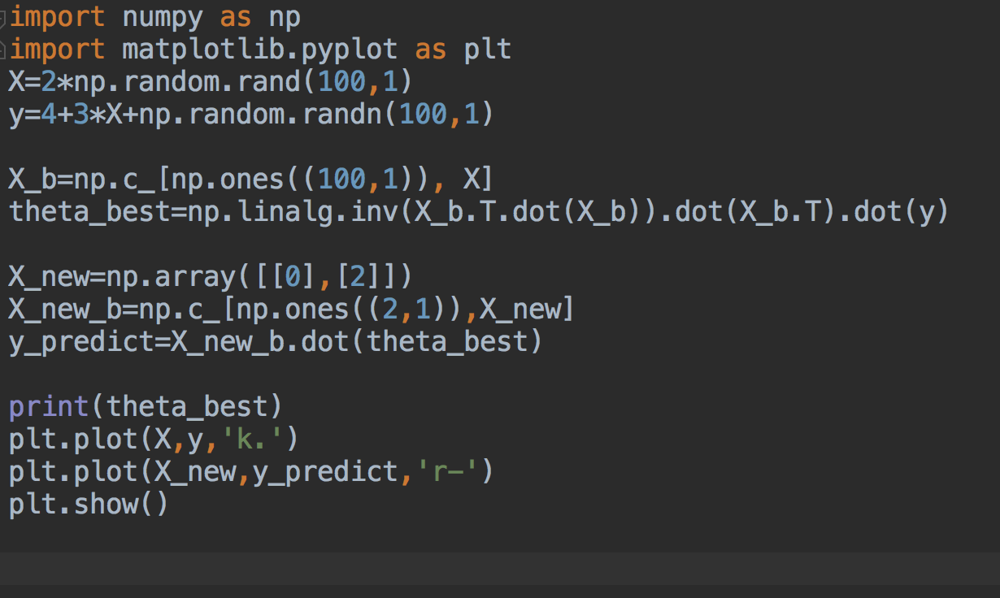 import numpy as np
import matplotlib.pyplot as plt
X=2*np.random.rand(100,1)
y=4+3*X+np.random.randn(100,1)
X_b=np.c_[np.ones((100,1)), X]
theta_best=np.linalg.inv(X_b.T.dot(X_b)).dot(X_b.T).dot(y)
X_new=np.array([[0],[2]])
X_new_b=np.c_[np.ones((2,1)),X_new]
y_predict=X_new_b.dot(theta_best)
print(theta_best)
plt.plot(X,y,'k.')
plt.plot(X_new,y_predict,'r-')
plt.show()